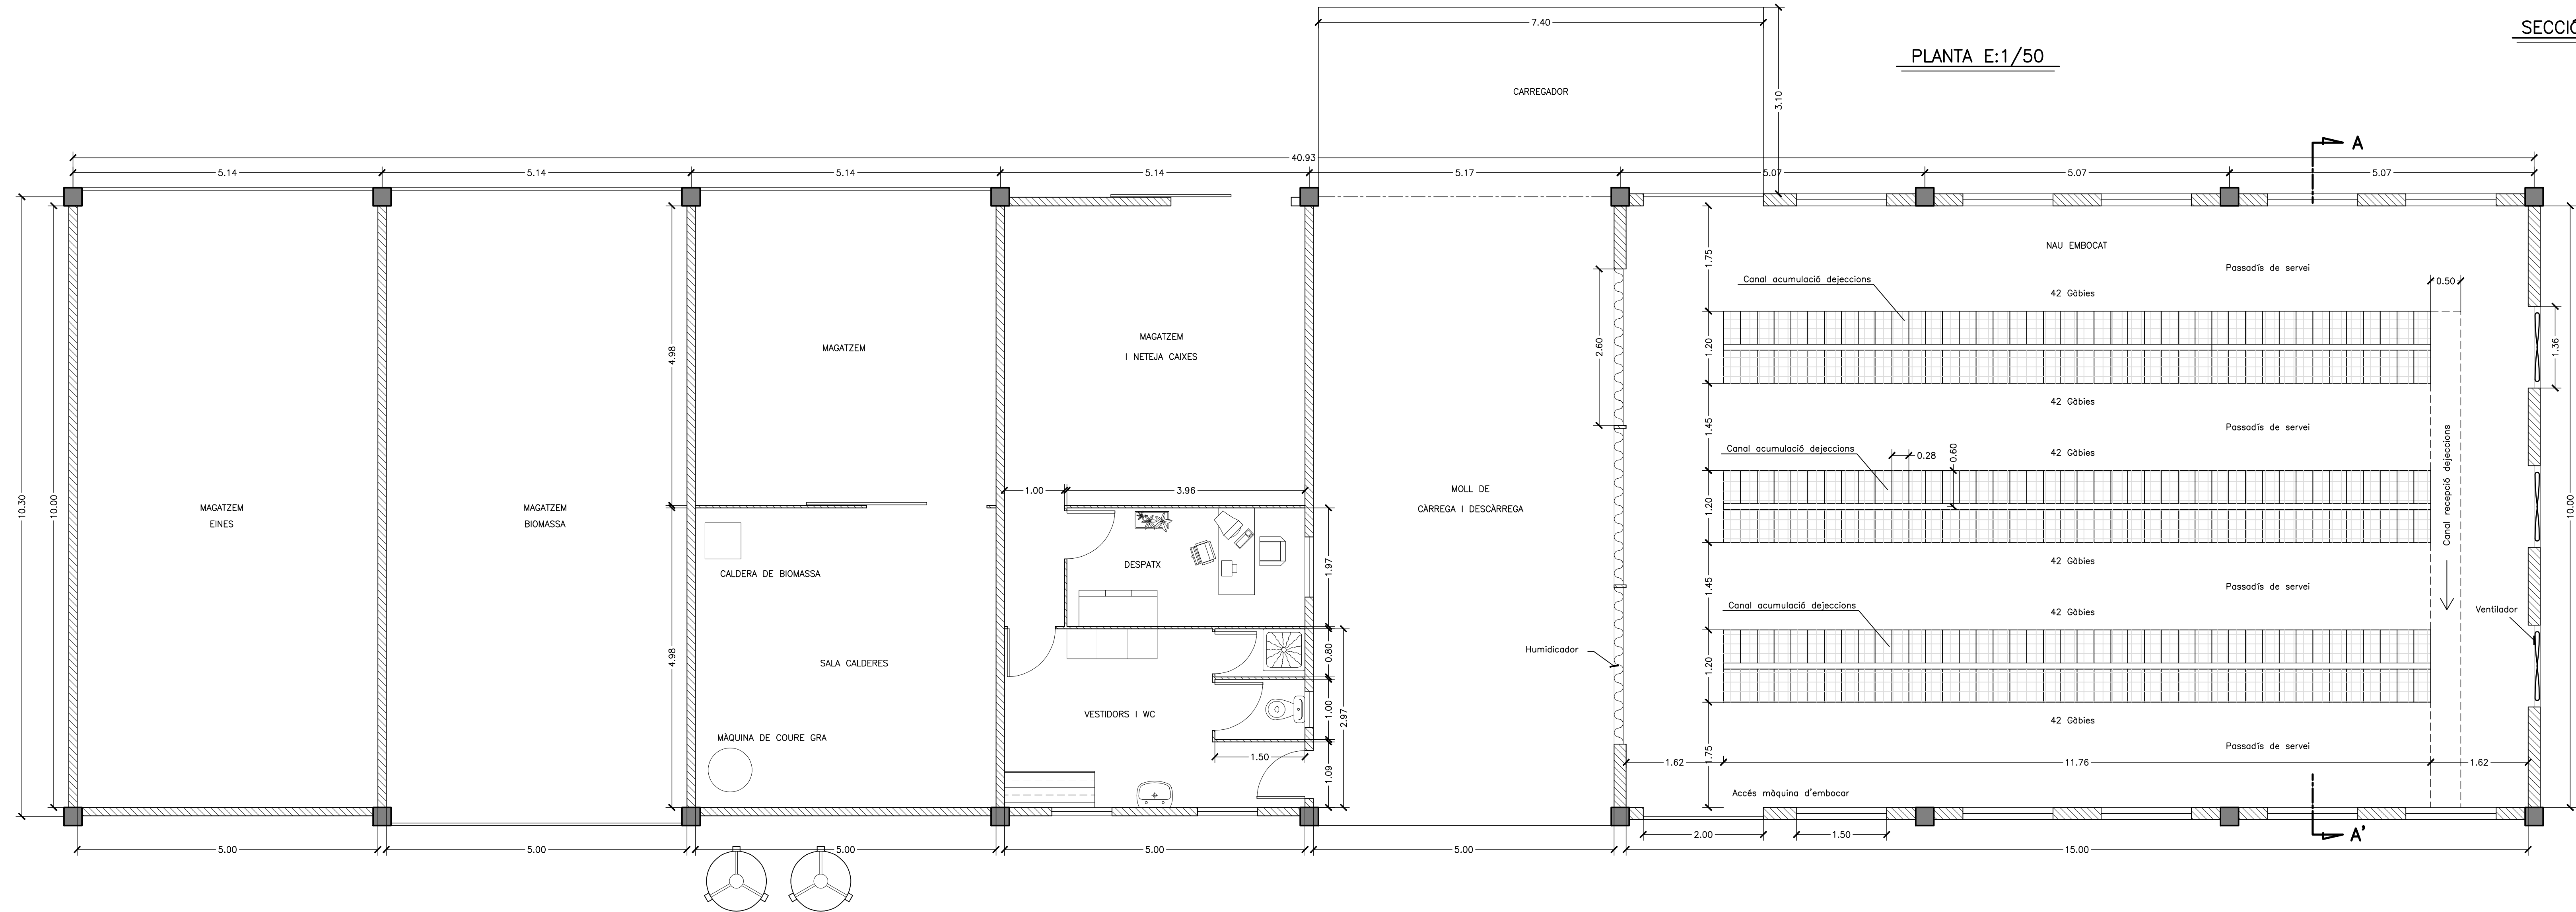 SECCIÓ
PLANTA E:1/50
7.40
CARREGADOR
3.10
A
40.93
5.14
5.14
5.14
5.14
5.17
5.07
5.07
5.07
10.30
10.00
4.98
1.75
NAU EMBOCAT
Passadís de servei
Canal acumulació dejeccions
42 Gàbies
0.50
2.60
1.20
1.36
MAGATZEM
MAGATZEM
I NETEJA CAIXES
42 Gàbies
1.45
Passadís de servei
Canal acumulació dejeccions
42 Gàbies
0.28
0.60
Canal recepció dejeccions
1.00
3.96
MOLL DE
CÀRREGA I DESCÀRREGA
MAGATZEM
EINES
MAGATZEM
BIOMASSA
1.20
10.00
CALDERA DE BIOMASSA
DESPATX
1.97
42 Gàbies
1.45
Passadís de servei
Canal acumulació dejeccions
42 Gàbies
Ventilador
4.98
SALA CALDERES
0.80
Humidicador
1.20
VESTIDORS I WC
1.00
2.97
42 Gàbies
MÀQUINA DE COURE GRA
1.50
1.09
1.75
Passadís de servei
1.62
11.76
1.62
Accés màquina d'embocar
2.00
1.50
A'
5.00
5.00
5.00
5.00
5.00
15.00